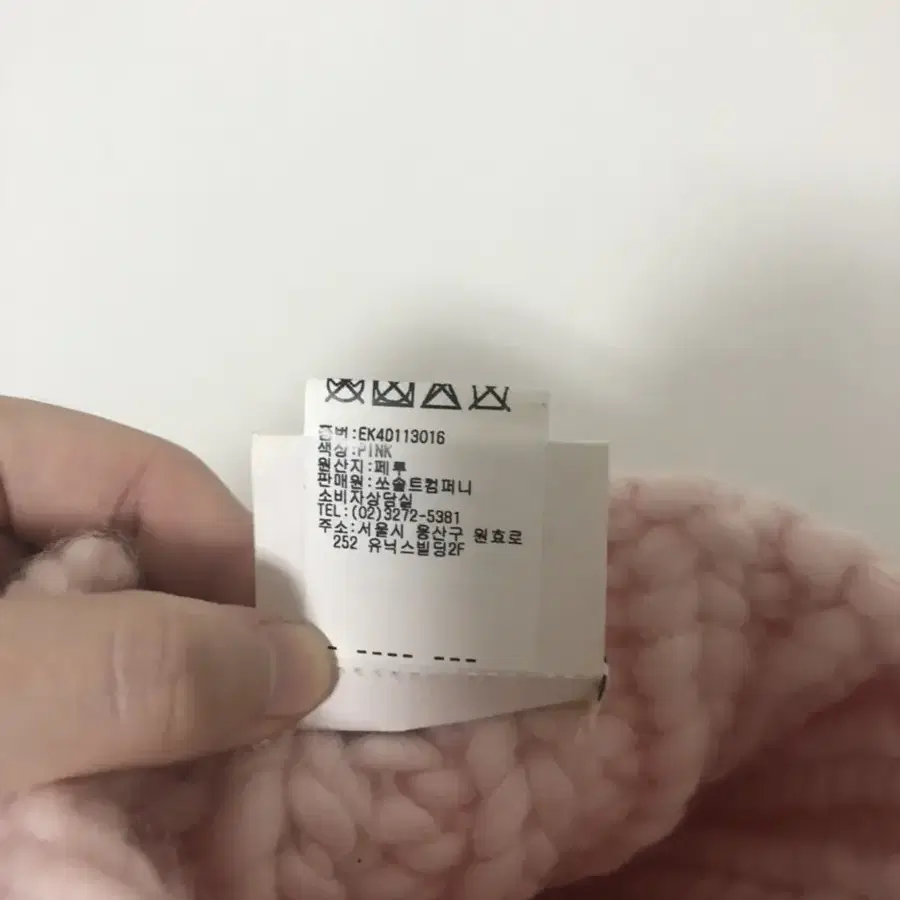 품번:EK4D113016
색상:PINK
원산지:페루
판매원:쏘솔트컴퍼니
소비자상담실
TEL:(02)3272-5381
주소:서울시 용산구 원효로
252 유닉스빌딩2F